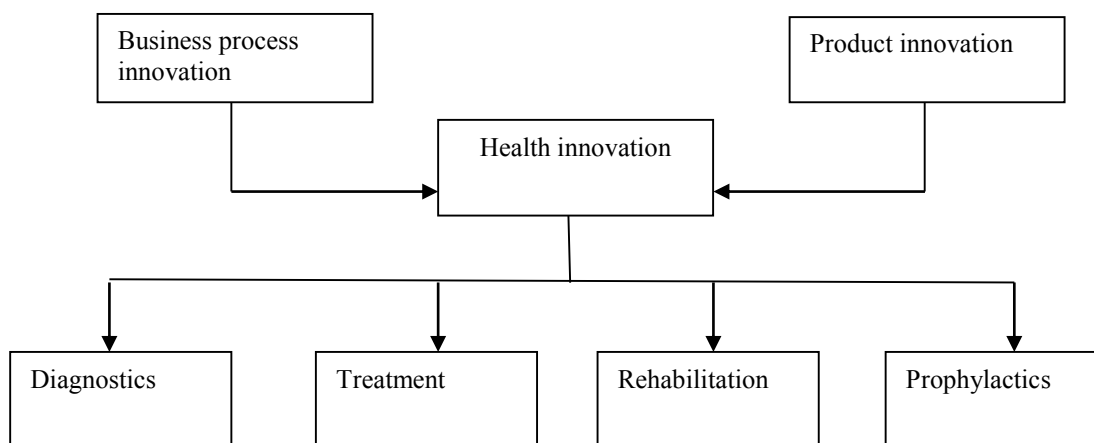 Business process
innovation
Product innovation
Health innovation
Diagnostics
Treatment
Rehabilitation
Prophylactics